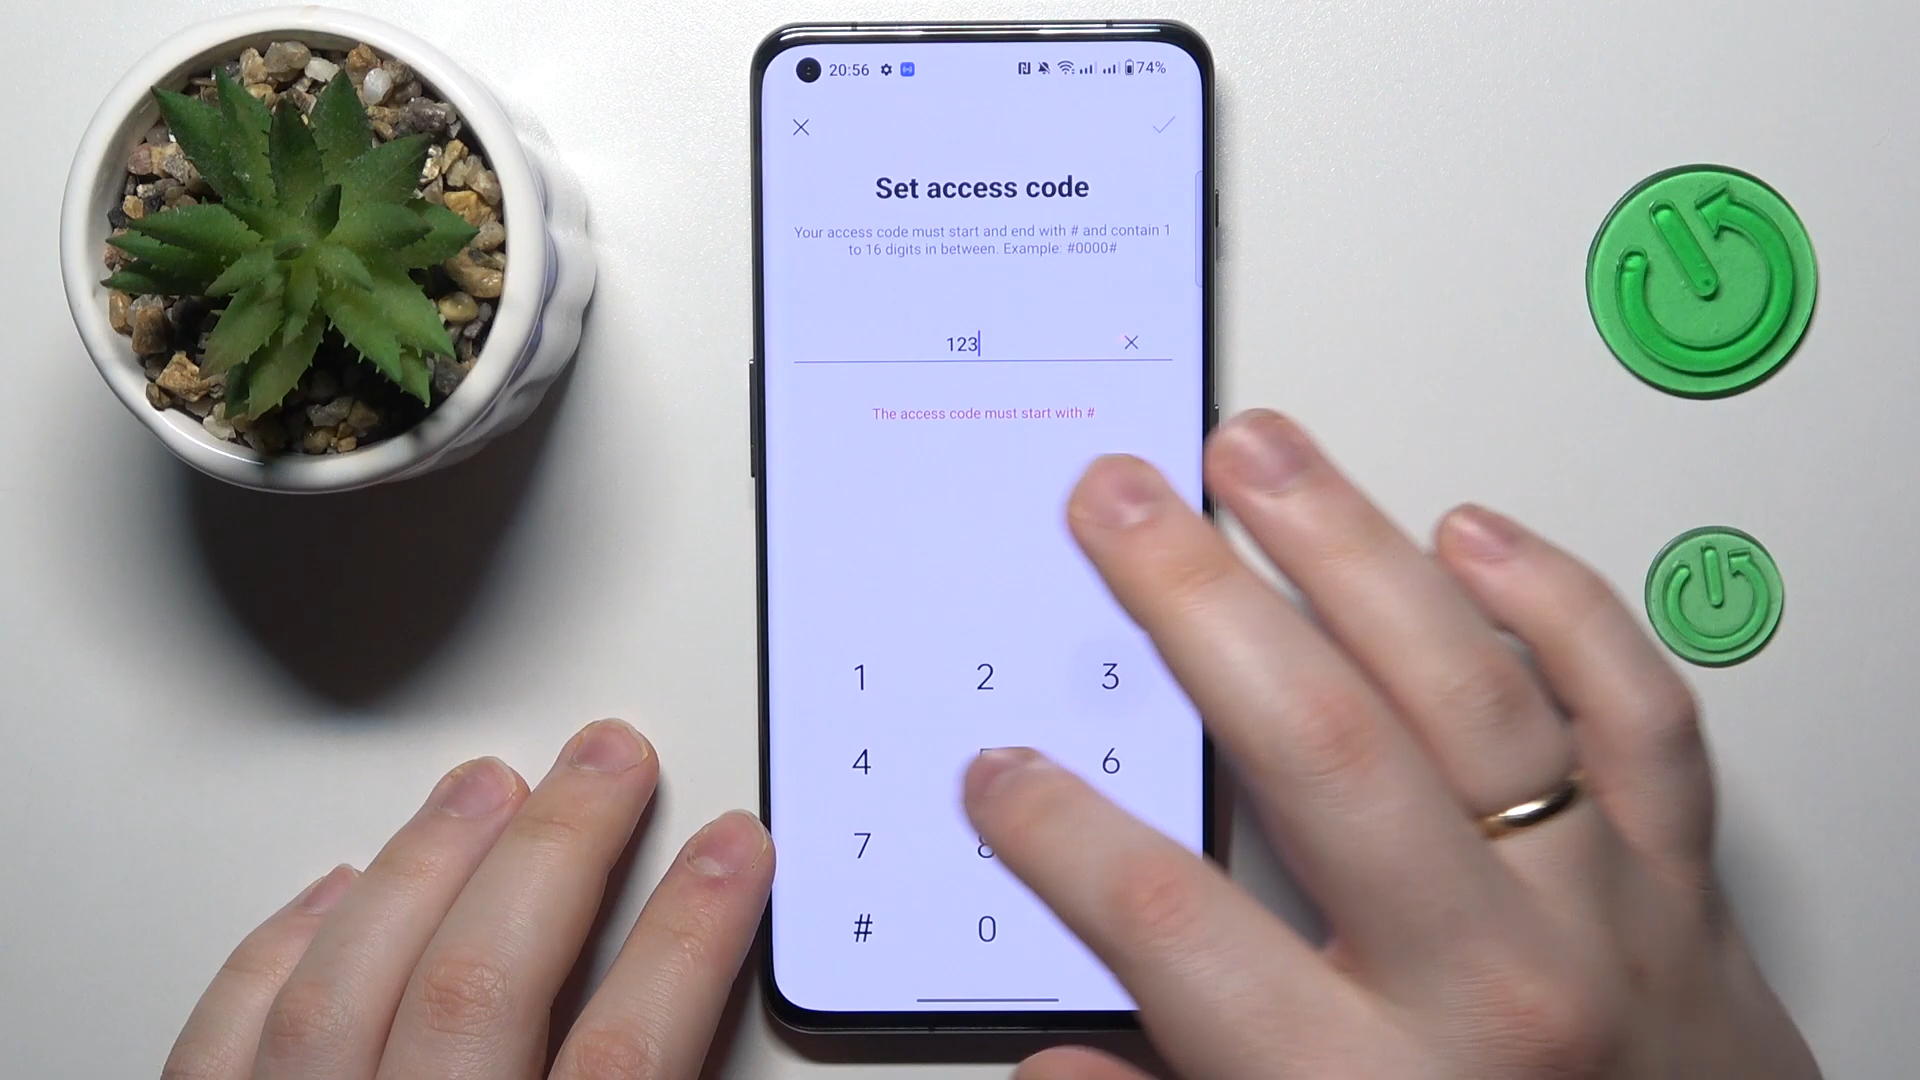 20:56 74%
Set access code
Your access code must start and end with # and contain 1
to 16 digits in between. Example: #0000#
123
The access code must start with #
1 2 3
4 6
7 8
# 0